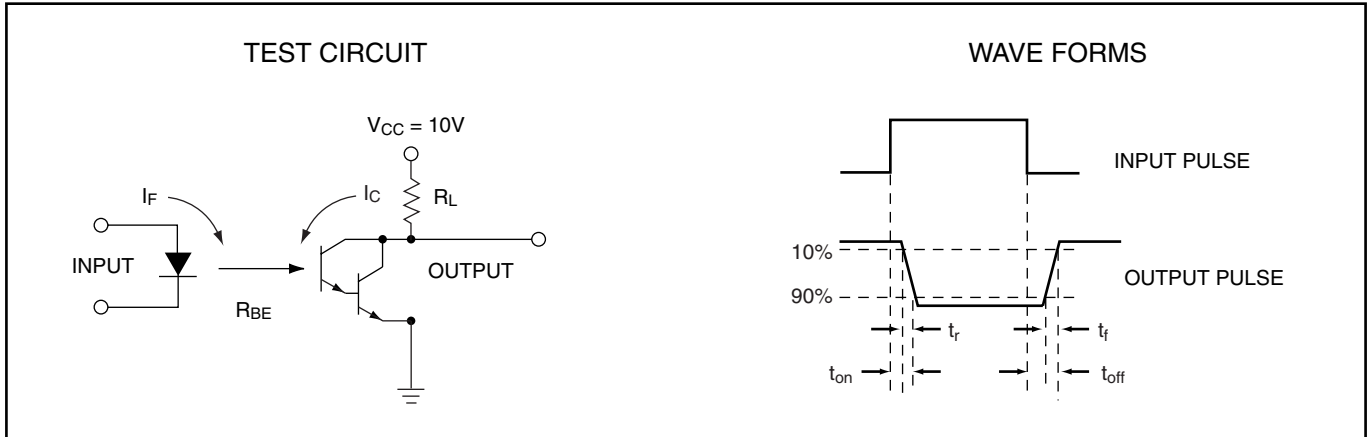 TEST CIRCUIT
VCC = 10V
IF
IC
RL
INPUT
OUTPUT
RBE
WAVE FORMS
INPUT PULSE
10%
OUTPUT PULSE
90%
tr
tf
ton
toff